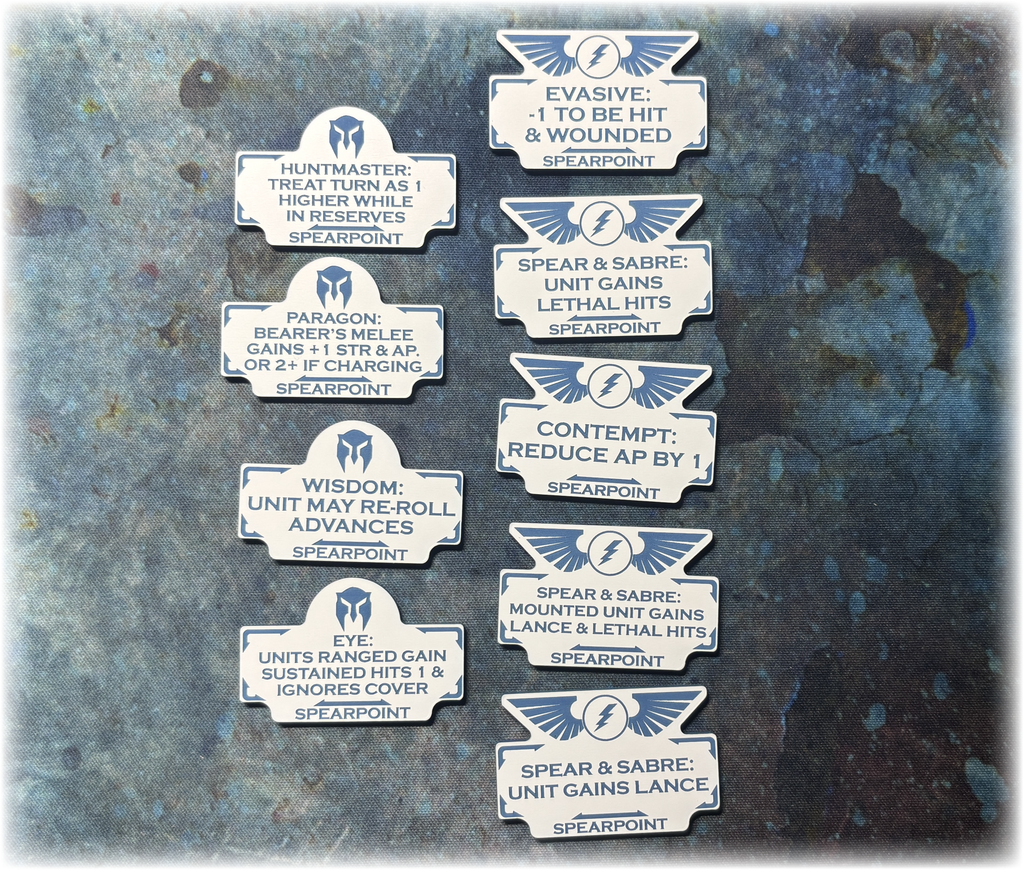 HUNTMASTER:
TREAT TURN AS 1
HIGHER WHILE
IN RESERVES
SPEARPOINT
PARAGON:
BEARER'S MELEE
GAINS +1 STR & AP.
OR 2+ IF CHARGING
SPEARPOINT
WISDOM:
UNIT MAY RE-ROLL
ADVANCES
SPEARPOINT
EYE:
UNITS RANGED GAIN
SUSTAINED HITS 1 &
IGNORES COVER
SPEARPOINT
EVASIVE:
-1 TO BE HIT
& WOUNDED
SPEARPOINT
SPEAR & SABRE:
UNIT GAINS
LETHAL HITS
SPEARPOINT
CONTEMPT:
REDUCE AP BY 1
SPEARPOINT
SPEAR & SABRE:
MOUNTED UNIT GAINS
LANCE & LETHAL HITS
SPEARPOINT
SPEAR & SABRE:
UNIT GAINS LANCE
SPEARPOINT